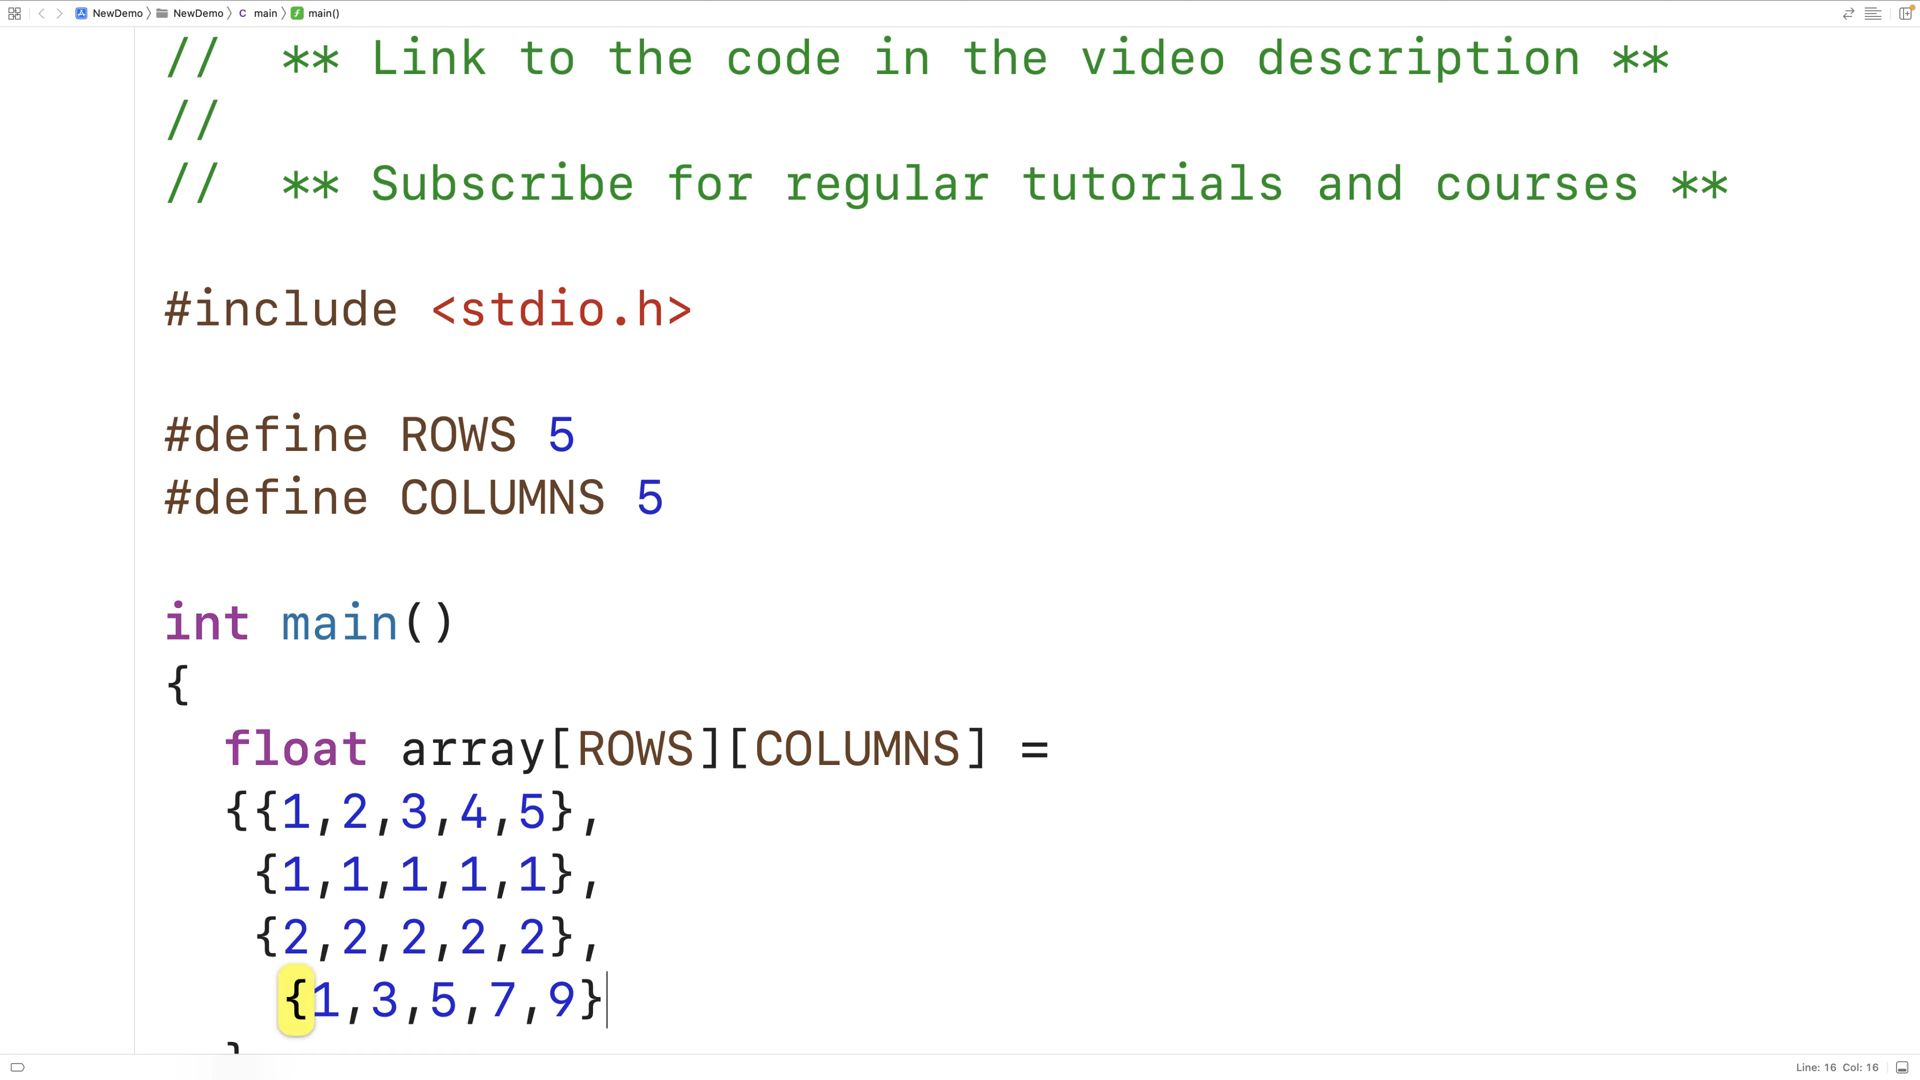 NewDemo NewDemo C main f main()
// ** Link to the code in the video description **
//
// ** Subscribe for regular tutorials and courses **
#include <stdio.h>
#define ROWS 5
#define COLUMNS 5
int main()
{
float array[ROWS][COLUMNS] =
{{1,2,3,4,5},
{1,1,1,1,1},
{2,2,2,2,2},
{1,3,5,7,9}
}
Line: 16 Col: 16